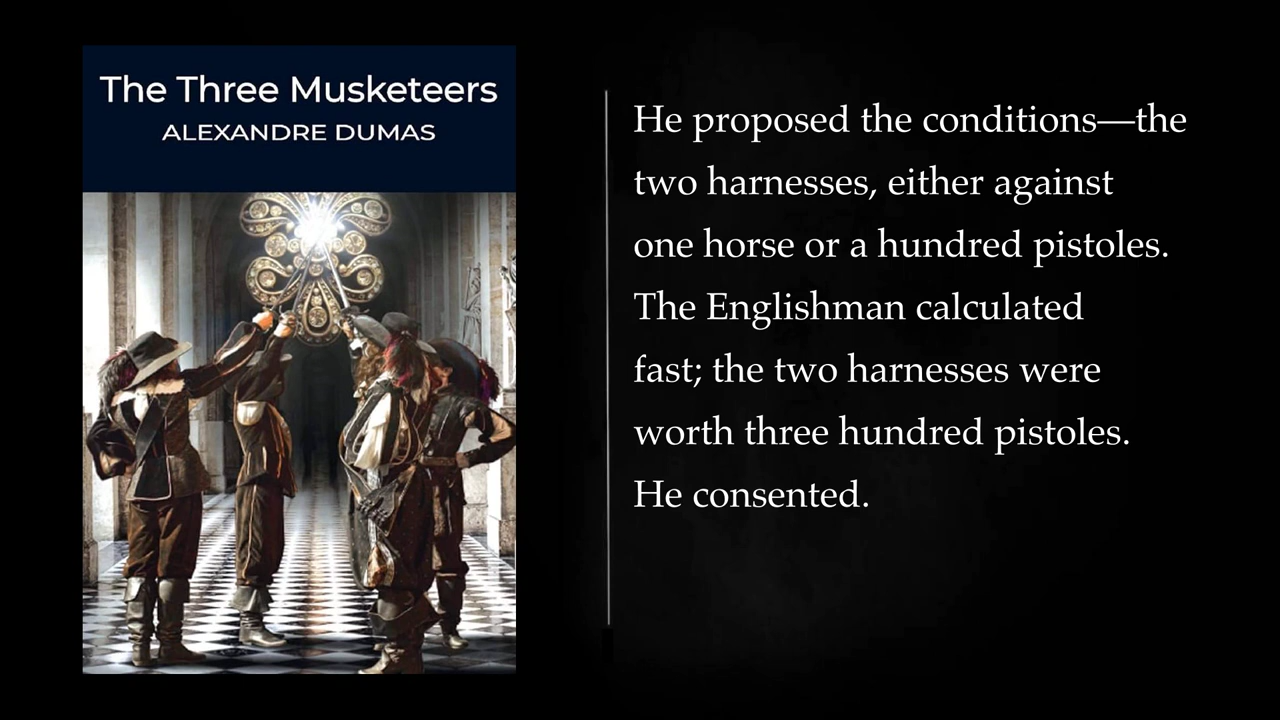 The Three Musketeers
ALEXANDRE DUMAS
He proposed the conditions—the
two harnesses, either against
one horse or a hundred pistoles.
The Englishman calculated
fast; the two harnesses were
worth three hundred pistoles.
He consented.